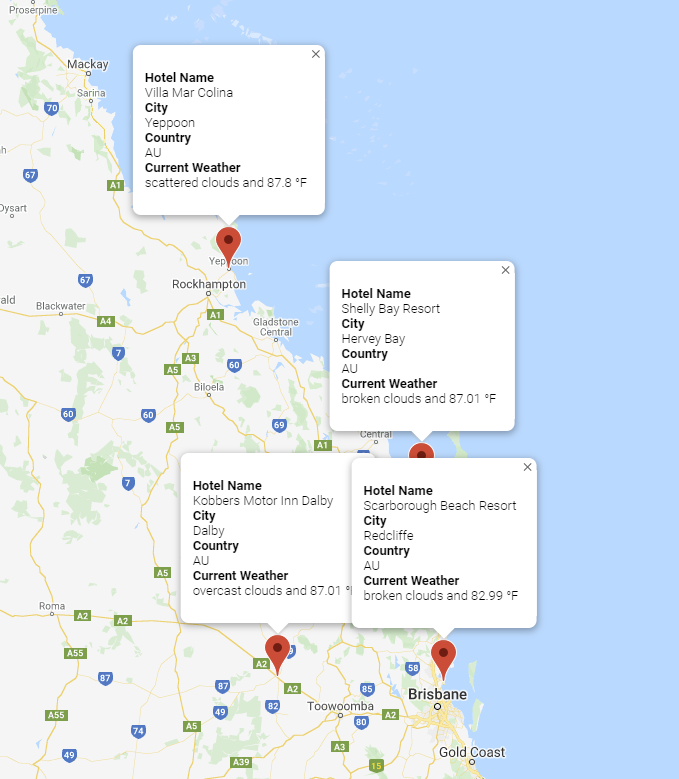 Proserpine
Mackay
Sarina
70
67
A1
Dysart
Hotel Name
Villa Mar Colina
City
Yeppoon
Country
AU
Current Weather
scattered clouds and 87.8 °F
Yeppoon
Rockhampton
67
Blackwater
A4
A1
Gladstone
Central
7
A3
A5
60
Biloela
60
60
A5
69
A1
Hotel Name
Shelly Bay Resort
City
Hervey Bay
Country
AU
Current Weather
broken clouds and 87.01 °F
Central
7
A5
Hotel Name
Kobbers Motor Inn Dalby
City
Dalby
Country
AU
Current Weather
overcast clouds and 87.01 °F
Hotel Name
Scarborough Beach Resort
City
Redcliffe
Country
AU
Current Weather
broken clouds and 82.99 °F
Roma
A2
A2
A55
87
A2
A2
87
82
49
85
58
Brisbane
Toowoomba
A2
80
A55
74
A5
A3
49
A39
15
Gold Coast